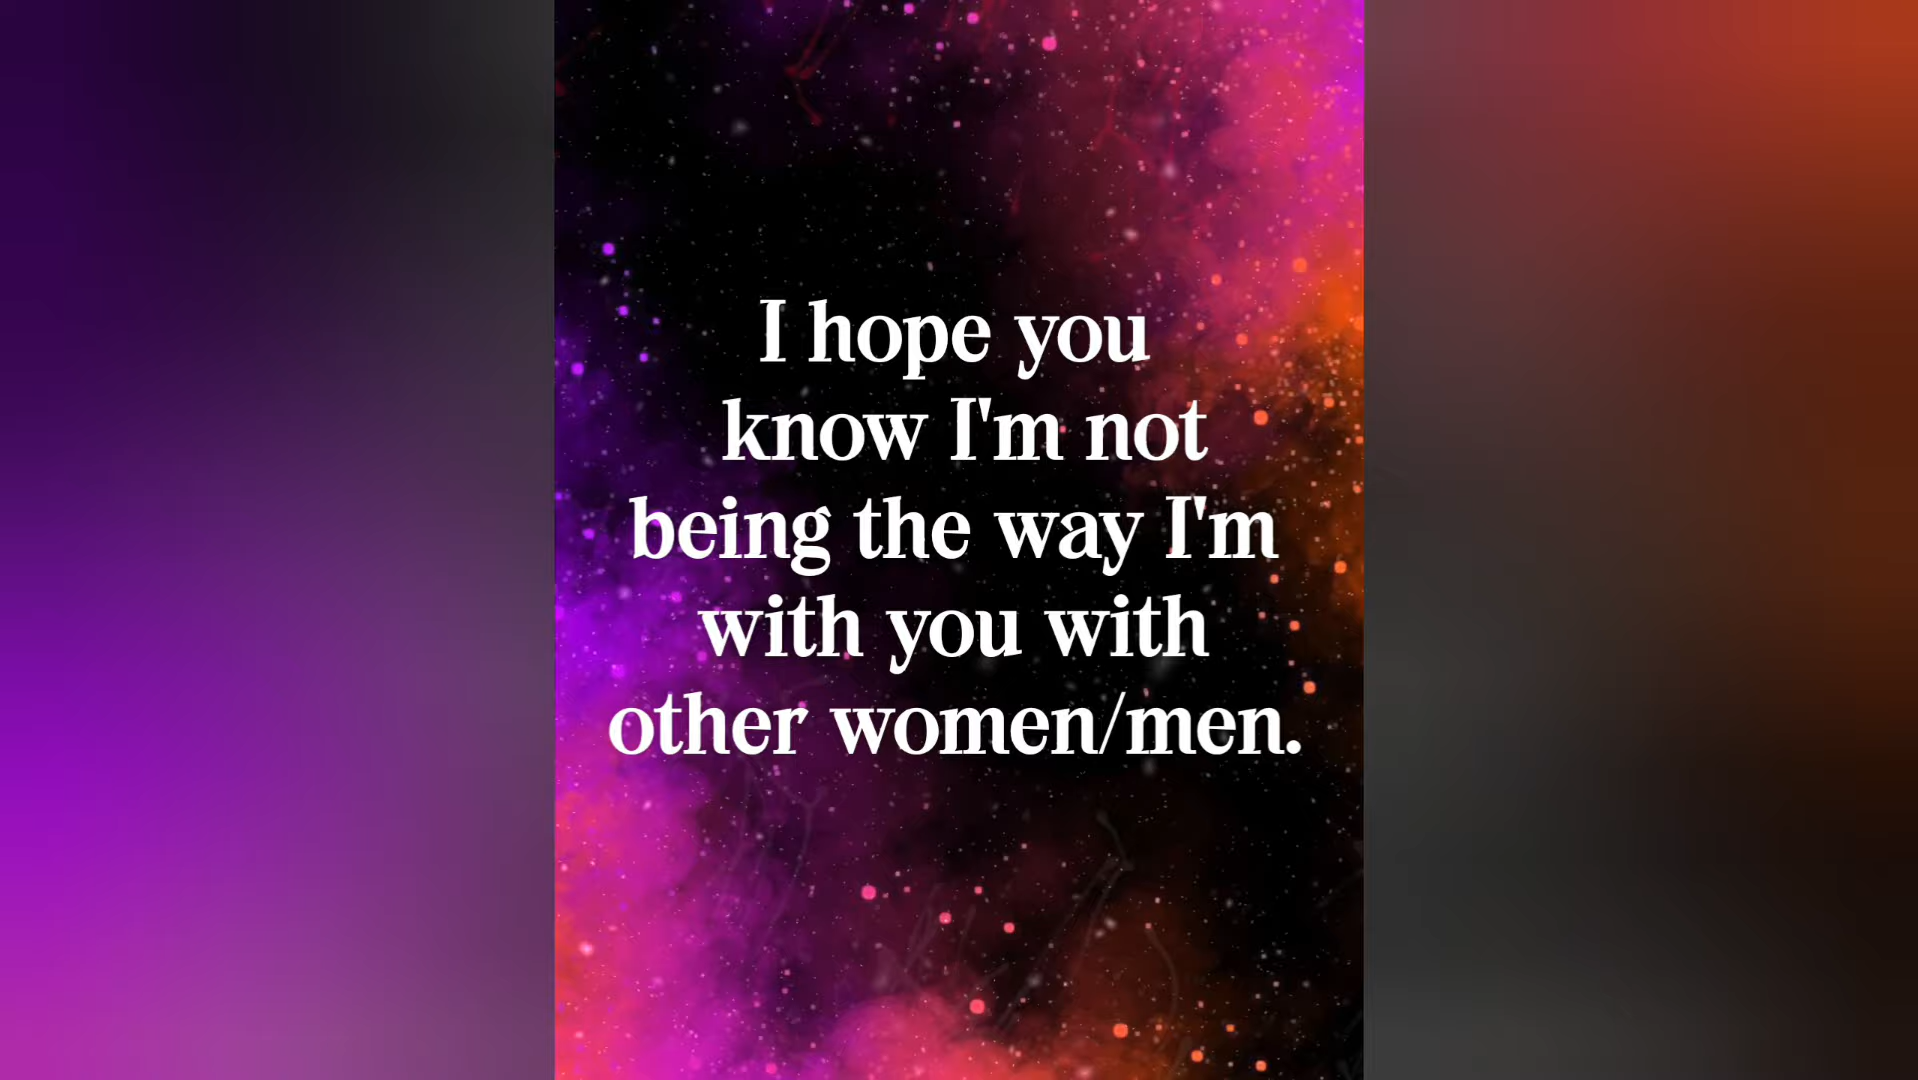 I hope you
know I'm not
being the way I'm
with you with
other women/men.